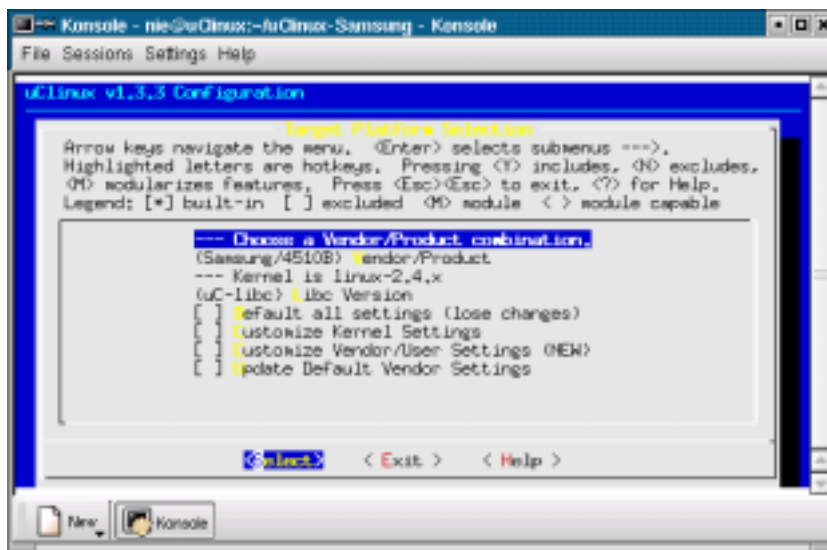 Konsole - nie@uClinux:~/uClinux-Samsung - Konsole
File Sessions Settings Help
uClinux v1.3.3 Configuration
Target Platform Selection
Arrow keys navigate the menu. <Enter> selects submenus --->.
Highlighted letters are hotkeys. Pressing <Y> includes, <N> excludes,
<M> modularizes features. Press <Esc><Esc> to exit, <?> for Help.
Legend: [*] built-in [ ] excluded <M> module < > module capable
--- Choose a Vendor/Product combination.
(Samsung/4510B) Vendor/Product
--- Kernel is linux-2.4.x
(uC-libc) Libc Version
[ ] Default all settings (lose changes)
[ ] Customize Kernel Settings
[ ] Customize Vendor/User Settings (NEW)
[ ] Update Default Vendor Settings
<Select> < Exit > < Help >
New Konsole